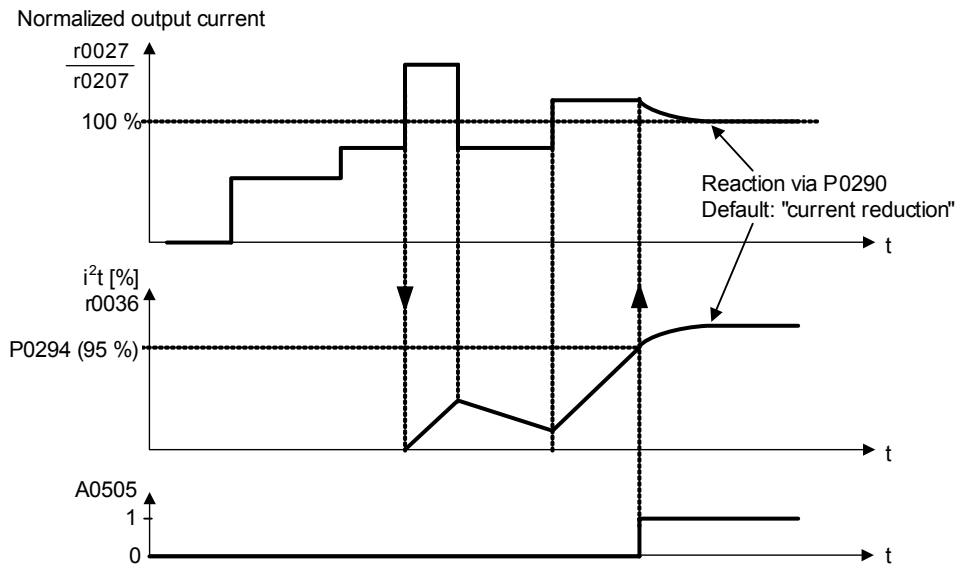 Normalized output current
r0027
r0207
100 %
t
Reaction via P0290
Default: "current reduction"
i²t [%]
r0036
P0294 (95 %)
t
A0505
1
0
t